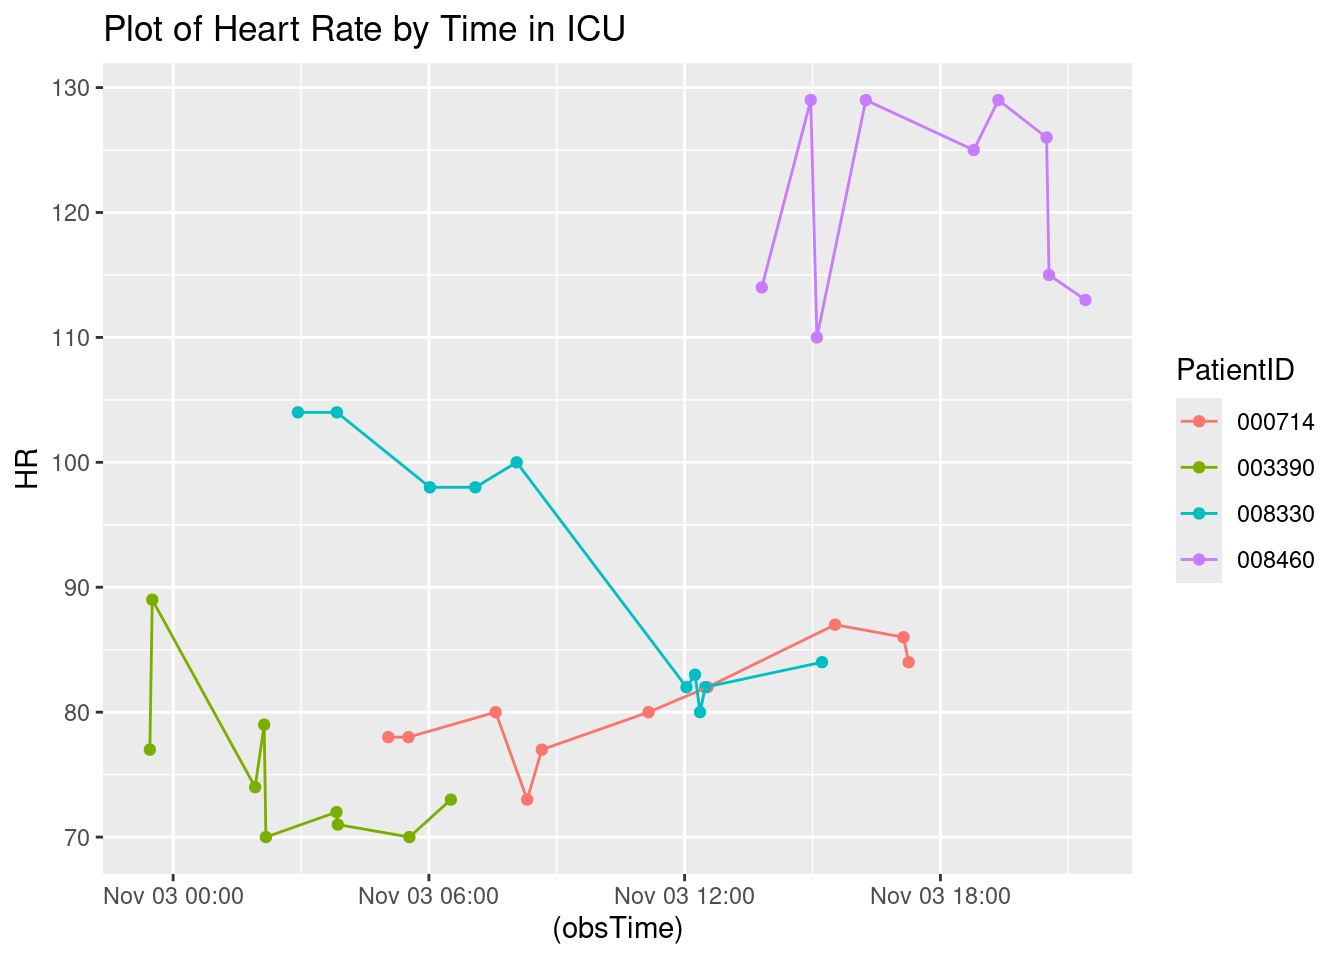 Plot of Heart Rate by Time in ICU
130
120
110
100
90
80
70
HR
Nov 03 00:00
Nov 03 06:00
Nov 03 12:00
Nov 03 18:00
(obsTime)
PatientID
000714
003390
008330
008460